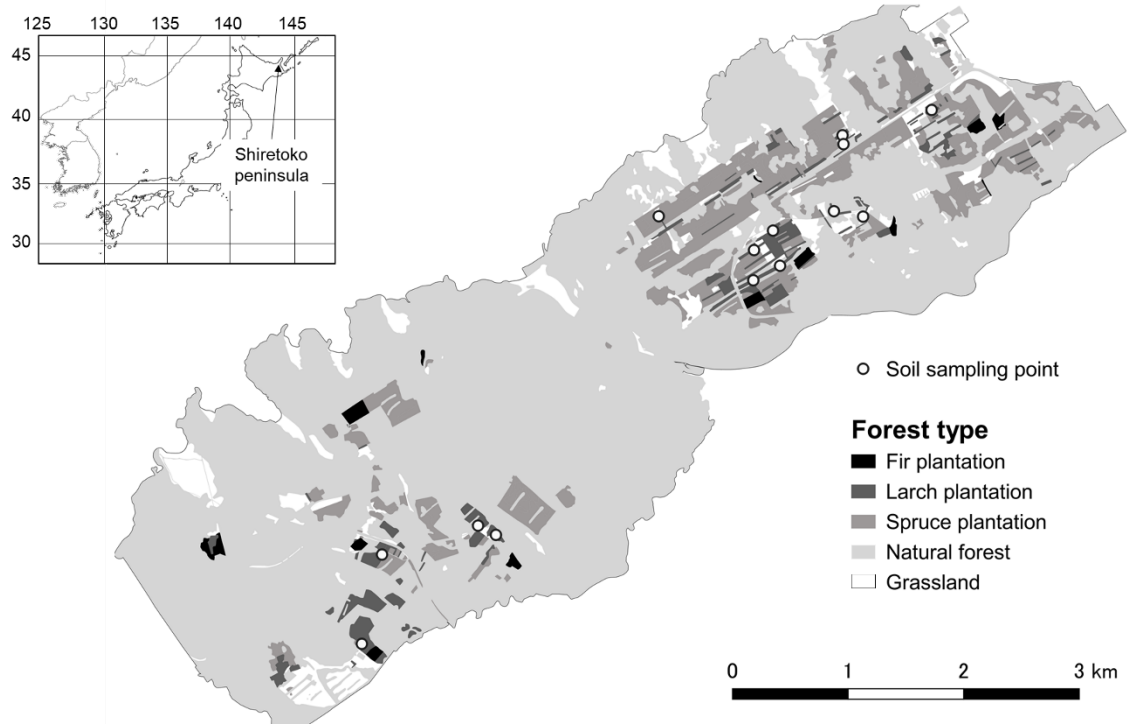 125 130 135 140 145
45
40
35
30
Shiretoko
peninsula
Soil sampling point
Forest type
Fir plantation
Larch plantation
Spruce plantation
Natural forest
Grassland
0 1 2 3 km